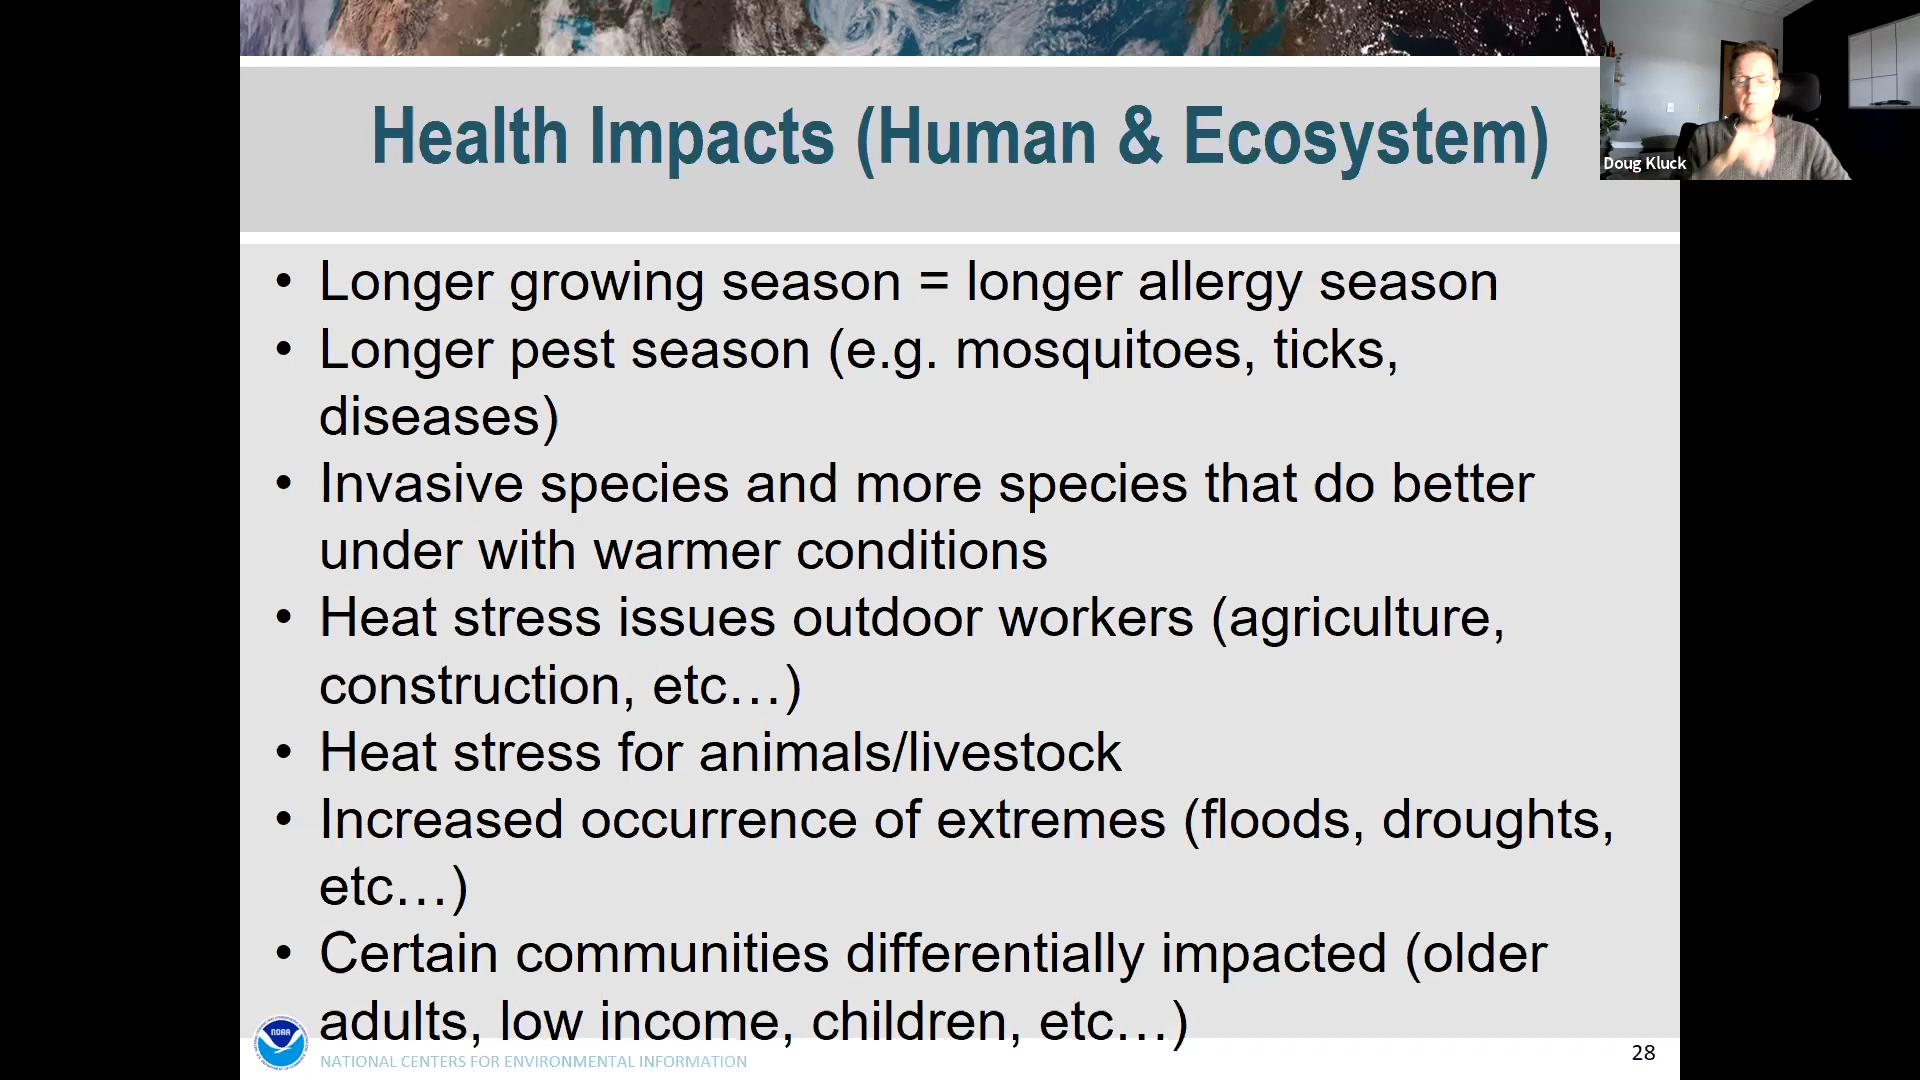 Health Impacts (Human & Ecosystem)
Doug Kluck
• Longer growing season = longer allergy season
• Longer pest season (e.g. mosquitoes, ticks,
diseases)
• Invasive species and more species that do better
under with warmer conditions
• Heat stress issues outdoor workers (agriculture,
construction, etc…)
• Heat stress for animals/livestock
• Increased occurrence of extremes (floods, droughts,
etc…)
• Certain communities differentially impacted (older
adults, low income, children, etc…)
NOAA
NATIONAL CENTERS FOR ENVIRONMENTAL INFORMATION
28